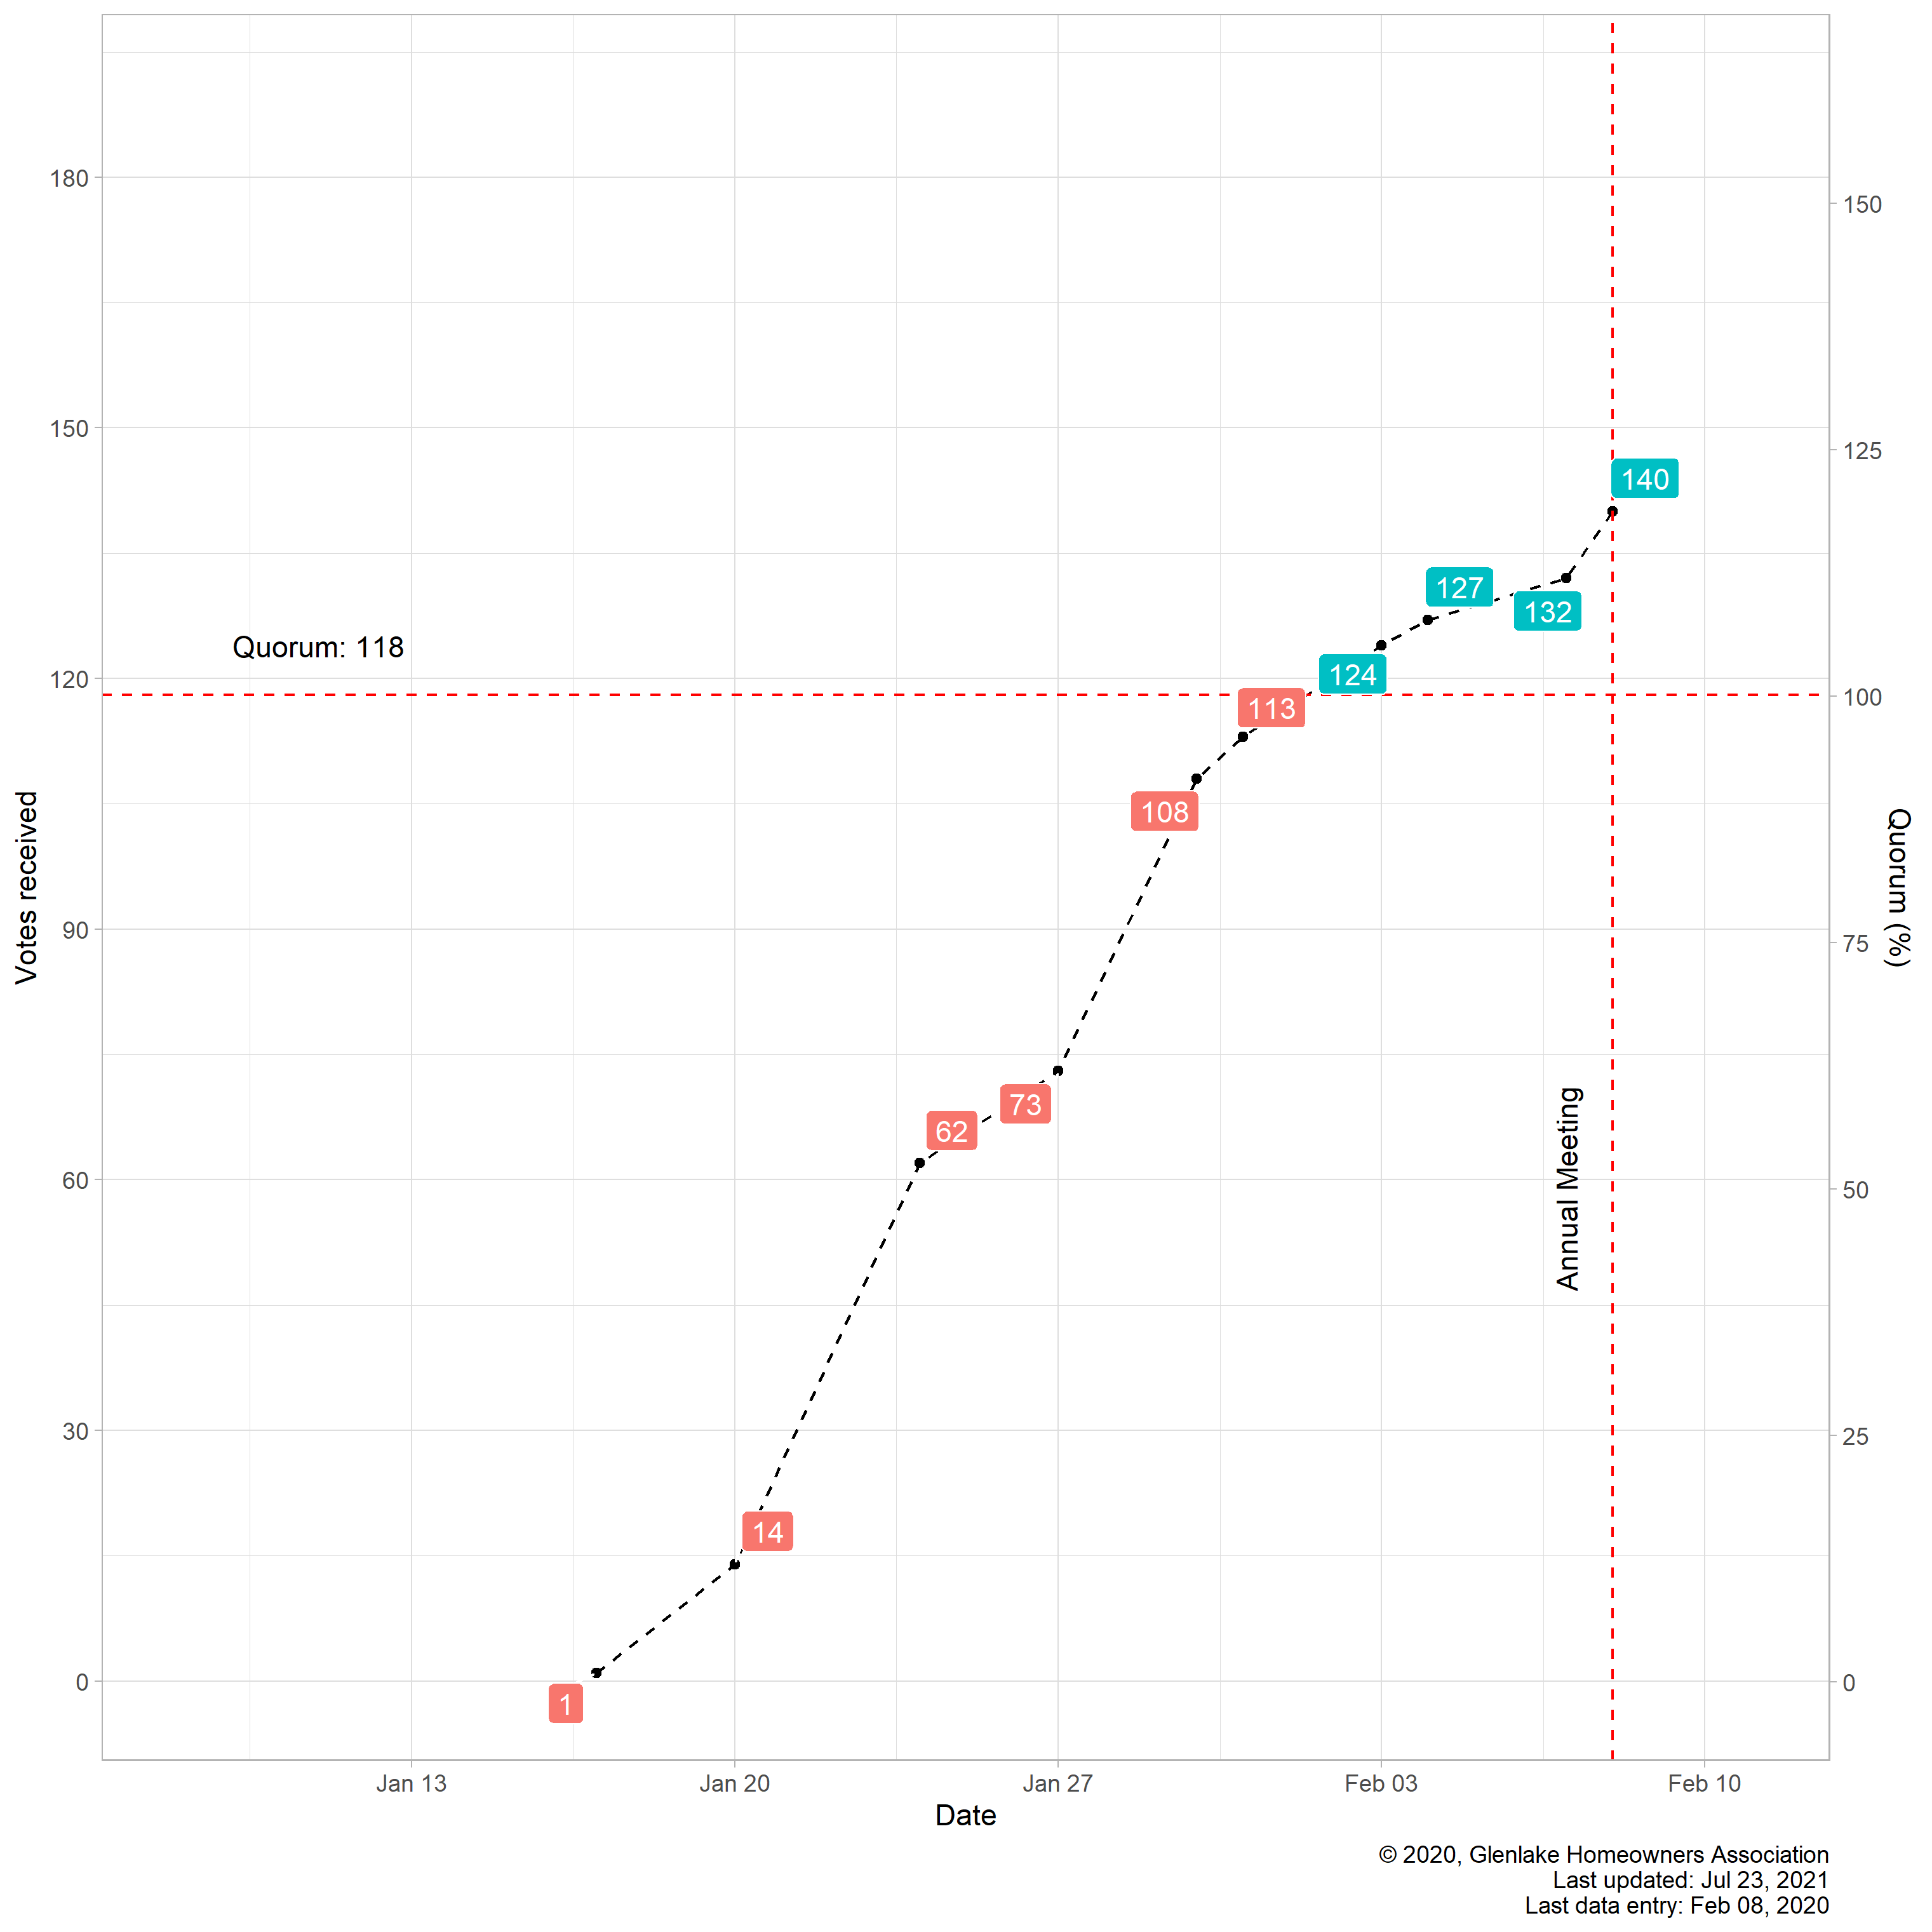 180
150
120
90
60
30
0
Votes received
150
125
100
75
50
25
0
Quorum (%)
Quorum: 118
Annual Meeting
1
14
62
73
108
113
124
127
132
140
Jan 13
Jan 20
Jan 27
Feb 03
Feb 10
Date
© 2020, Glenlake Homeowners Association
Last updated: Jul 23, 2021
Last data entry: Feb 08, 2020